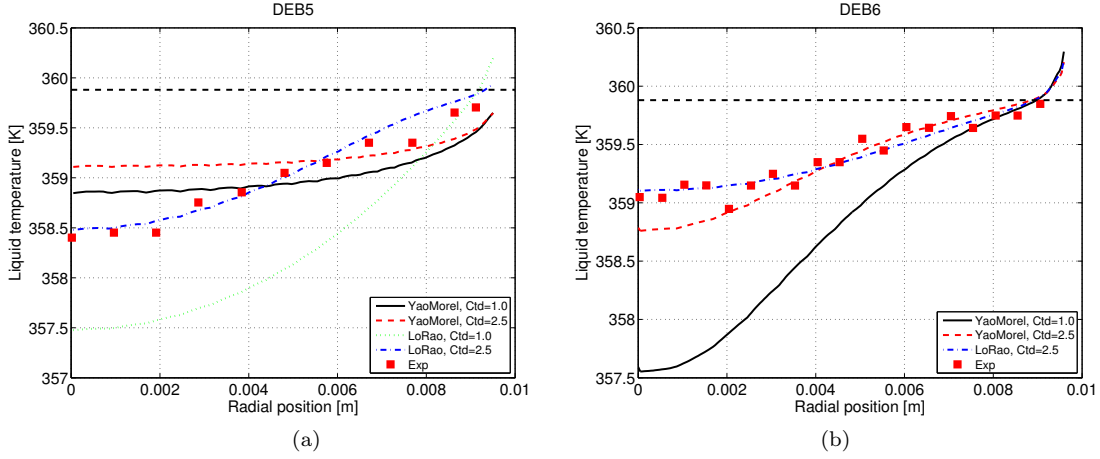 DEB5
360.5
360
359.5
359
358.5
358
357.5
357
0
0.002
0.004
0.006
0.008
0.01
Liquid temperature [K]
Radial position [m]
YaoMorel, Ctd=1.0
YaoMorel, Ctd=2.5
LoRao, Ctd=1.0
LoRao, Ctd=2.5
Exp
(a)
DEB6
360.5
360
359.5
359
358.5
358
357.5
0
0.002
0.004
0.006
0.008
0.01
Liquid temperature [K]
Radial position [m]
YaoMorel, Ctd=1.0
YaoMorel, Ctd=2.5
LoRao, Ctd=2.5
Exp
(b)